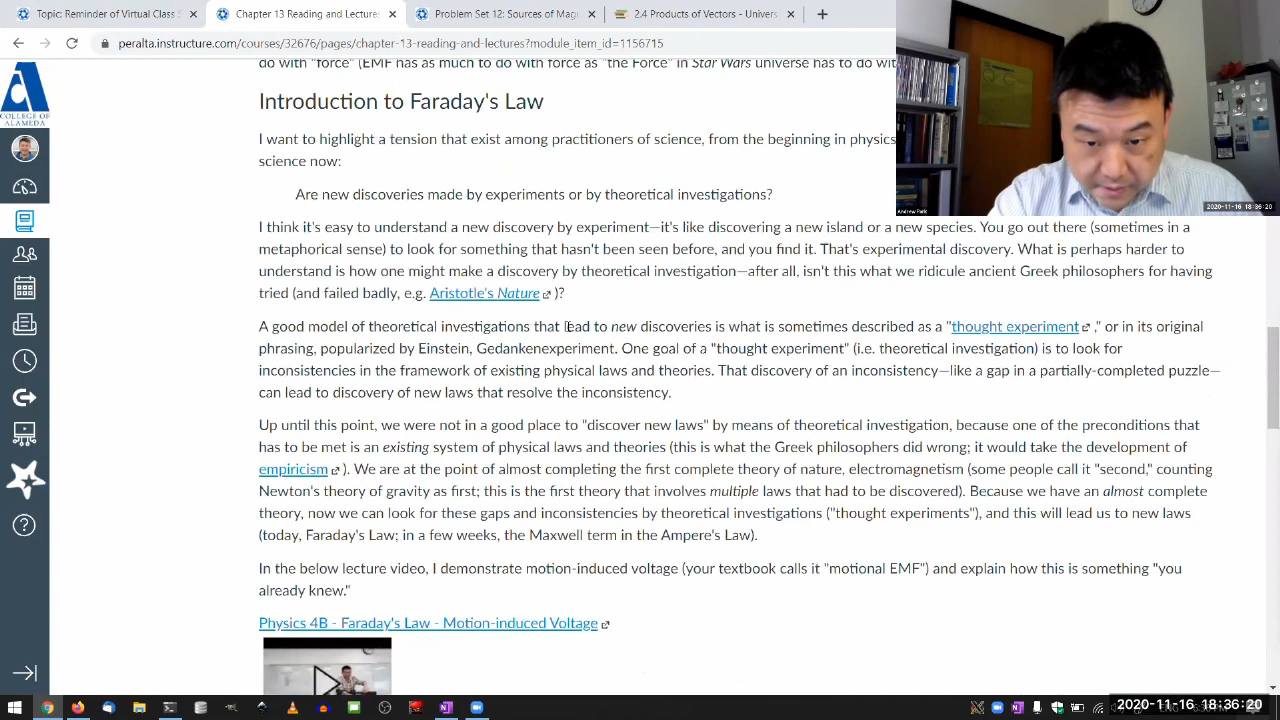 Topic: Reminder of Virtual Class S
Chapter 13 Reading and Lectures
Problem Set 12: Sources of Mag
2.4 Products of Vectors - Univers
peralta.instructure.com/courses/32676/pages/chapter-13-reading-and-lectures?module_item_id=1156715
COLLEGE OF
ALAMEDA
do with "force" (EMF has as much to do with force as "the Force" in Star Wars universe has to do wit
Introduction to Faraday's Law
I want to highlight a tension that exist among practitioners of science, from the beginning in physics
science now:
Are new discoveries made by experiments or by theoretical investigations?
I think it's easy to understand a new discovery by experiment—it's like discovering a new island or a new species. You go out there (sometimes in a
metaphorical sense) to look for something that hasn't been seen before, and you find it. That's experimental discovery. What is perhaps harder to
understand is how one might make a discovery by theoretical investigation—after all, isn't this what we ridicule ancient Greek philosophers for having
tried (and failed badly, e.g. Aristotle's Nature )?
A good model of theoretical investigations that lead to new discoveries is what is sometimes described as a "thought experiment ," or in its original
phrasing, popularized by Einstein, Gedankenexperiment. One goal of a "thought experiment" (i.e. theoretical investigation) is to look for
inconsistencies in the framework of existing physical laws and theories. That discovery of an inconsistency—like a gap in a partially-completed puzzle—
can lead to discovery of new laws that resolve the inconsistency.
Up until this point, we were not in a good place to "discover new laws" by means of theoretical investigation, because one of the preconditions that
has to be met is an existing system of physical laws and theories (this is what the Greek philosophers did wrong; it would take the development of
empiricism ). We are at the point of almost completing the first complete theory of nature, electromagnetism (some people call it "second," counting
Newton's theory of gravity as first; this is the first theory that involves multiple laws that had to be discovered). Because we have an almost complete
theory, now we can look for these gaps and inconsistencies by theoretical investigations ("thought experiments"), and this will lead us to new laws
(today, Faraday's Law; in a few weeks, the Maxwell term in the Ampere's Law).
In the below lecture video, I demonstrate motion-induced voltage (your textbook calls it "motional EMF") and explain how this is something "you
already knew."
Physics 4B - Faraday's Law - Motion-induced Voltage
Andrew Park
2020-11-16 18:36:20
2020-11-16 18:36:20